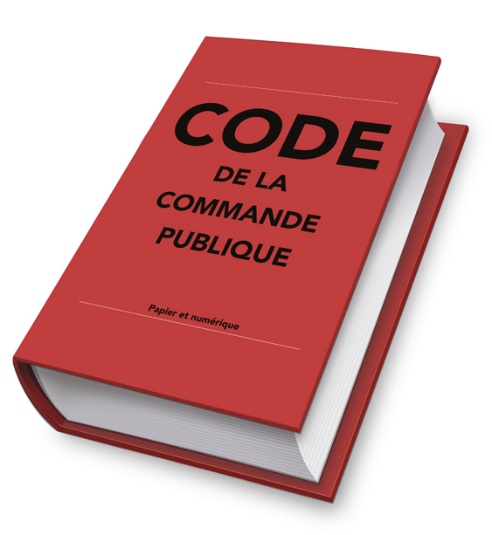 CODE
DE LA
COMMANDE
PUBLIQUE
Papier et numérique